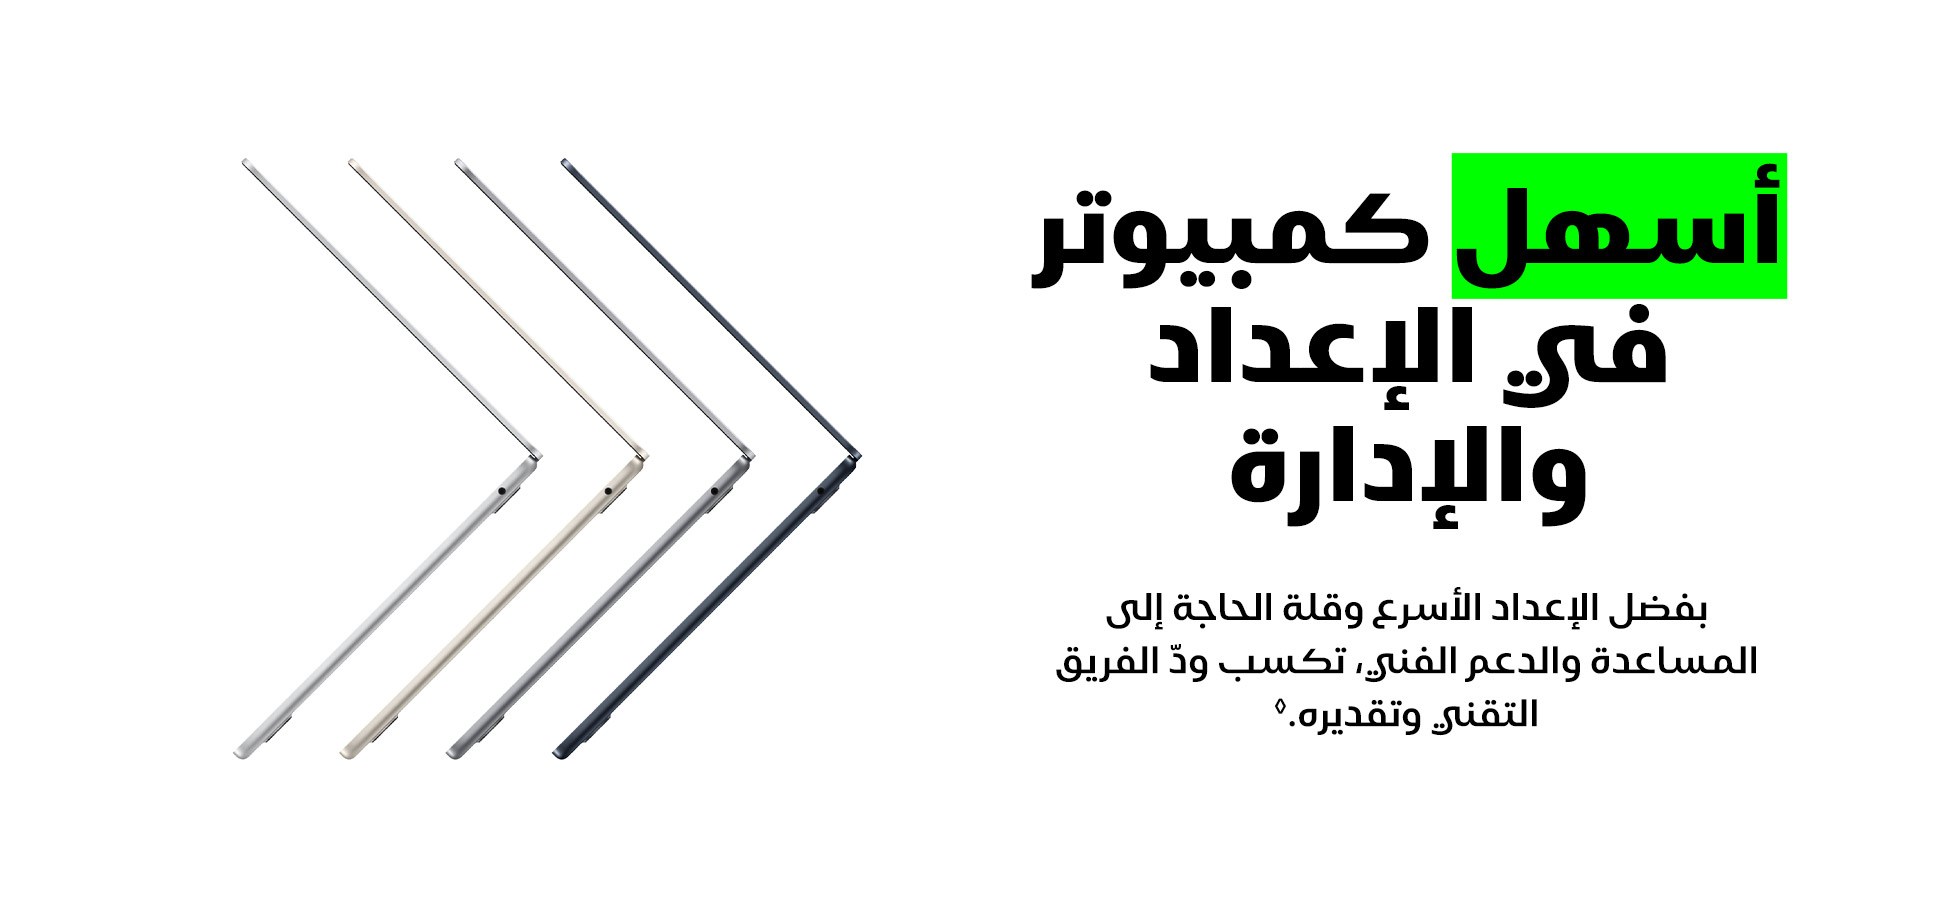 أسهل كمبيوتر
في الإعداد
والإدارة
بفضل الإعداد الأسرع وقلة الحاجة إلى
المساعدة والدعم الفني، تكسب ودّ الفريق
التقني وتقديره.◊